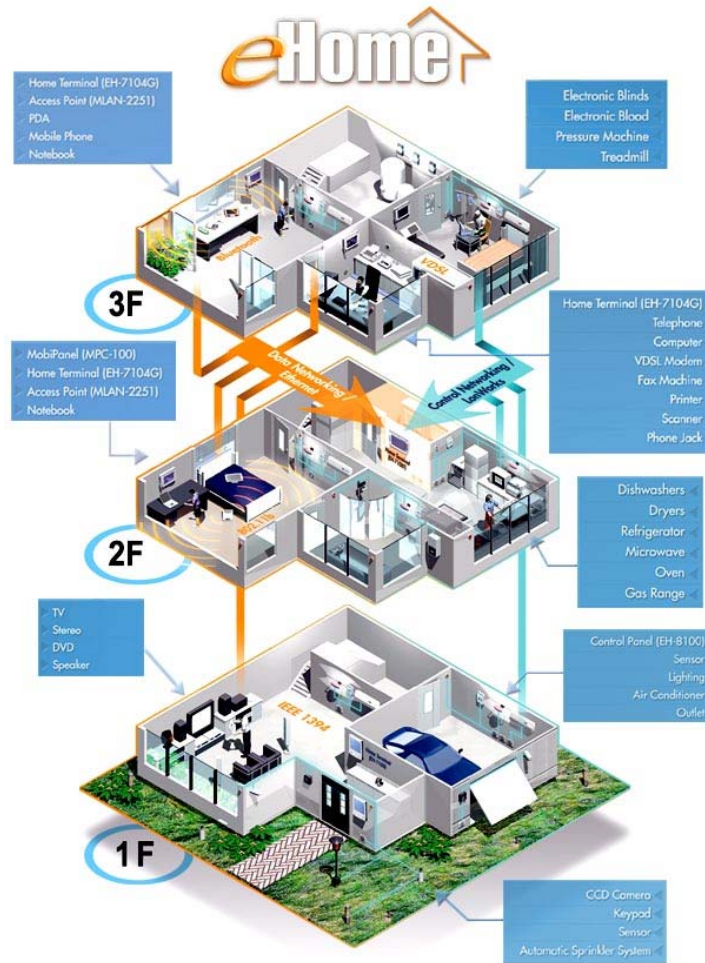 eHome
Home Terminal (EH-7104G)
Access Point (MLAN-2251)
PDA
Mobile Phone
Notebook
Electronic Blinds
Electronic Blood
Pressure Machine
Treadmill
Bluetooth
VDSL
3F
Home Terminal (EH-7104G)
Telephone
Computer
VDSL Modem
Fax Machine
Printer
Scanner
Phone Jack
Data Networking /
Ethernet
Control Networking /
LonWorks
MobiPanel (MPC-100)
Home Terminal (EH-7104G)
Access Point (MLAN-2251)
Notebook
Home Terminal
802.11b
2F
Dishwashers
Dryers
Refrigerator
Microwave
Oven
Gas Range
TV
Stereo
DVD
Speaker
Control Panel (EH-8100)
Sensor
Lighting
Air Conditioner
Outlet
IEEE 1394
Home Terminal
1F
CCD Camera
Keypad
Sensor
Automatic Sprinkler System